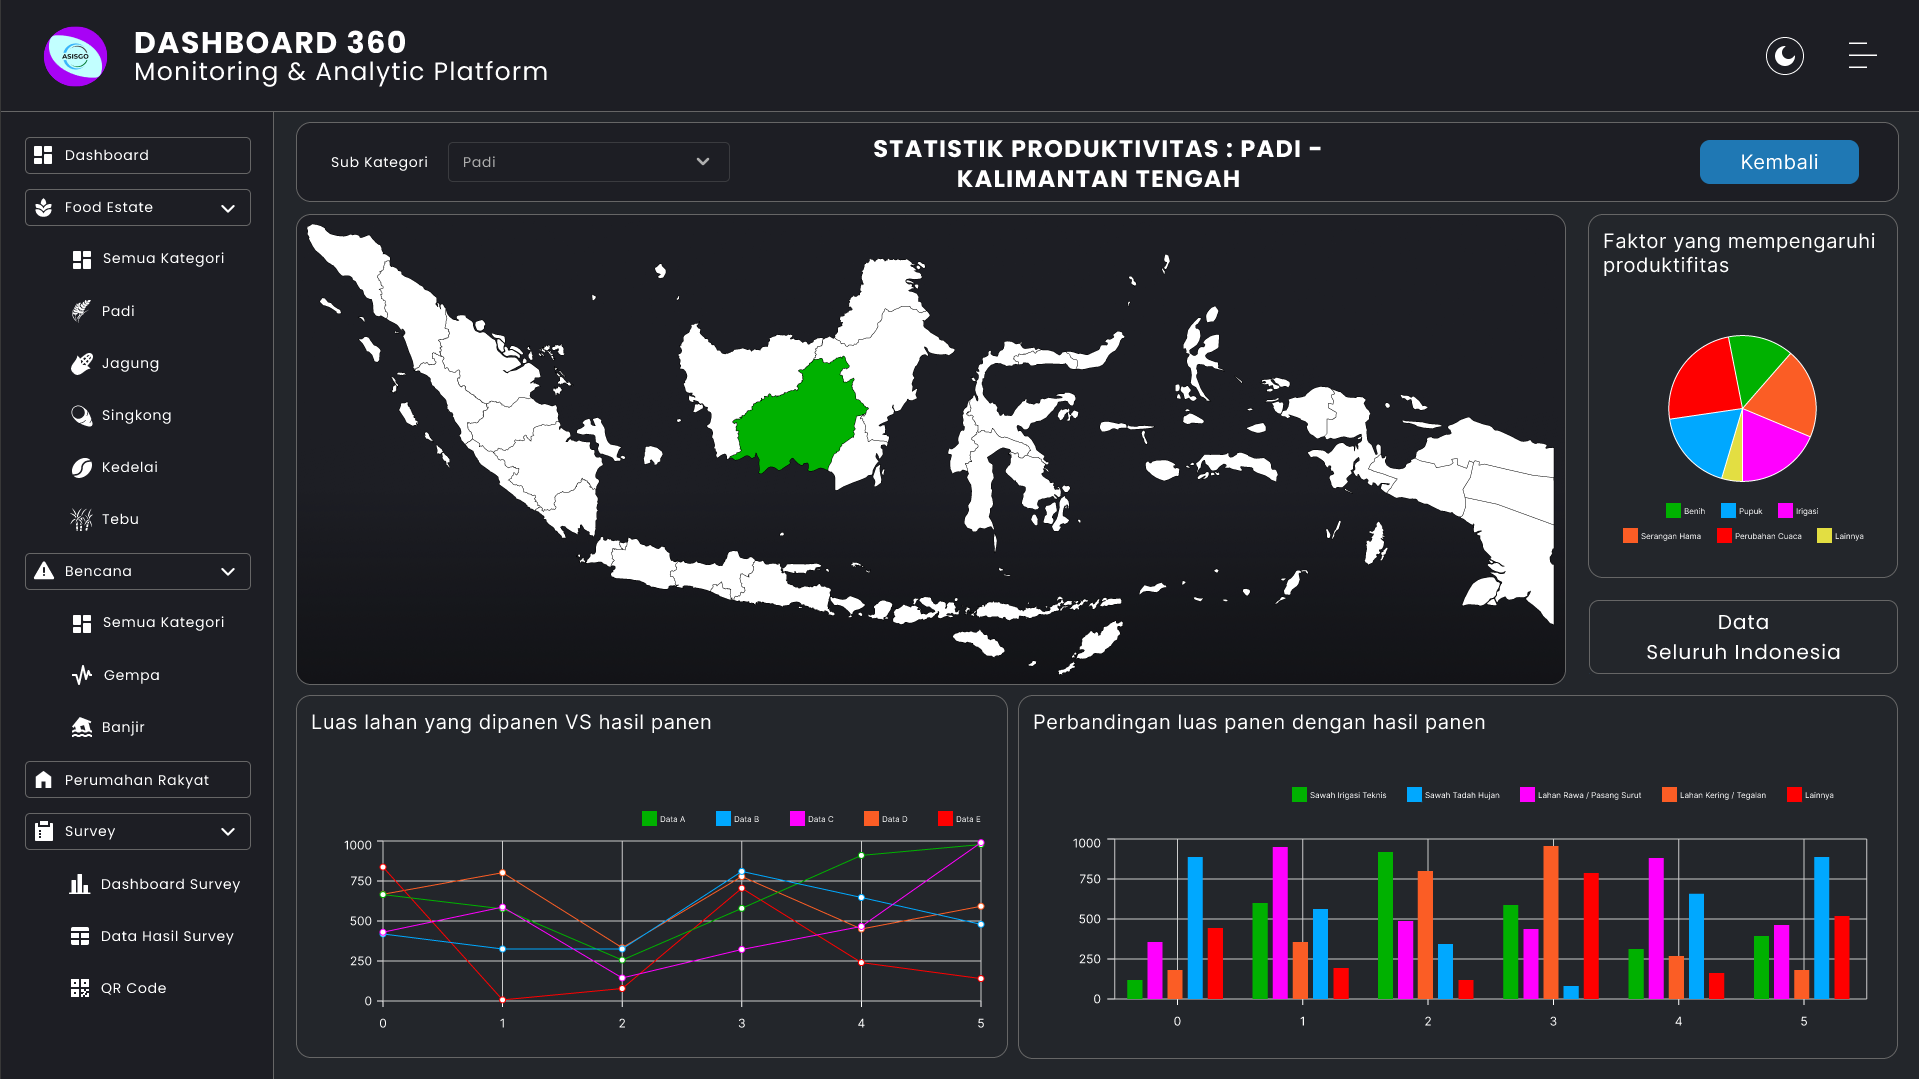 ASISGO
DASHBOARD 360
Monitoring & Analytic Platform
Dashboard
Food Estate
Semua Kategori
Padi
Jagung
Singkong
Kedelai
Tebu
Bencana
Semua Kategori
Gempa
Banjir
Perumahan Rakyat
Survey
Dashboard Survey
Data Hasil Survey
QR Code
Sub Kategori
Padi
STATISTIK PRODUKTIVITAS : PADI -
KALIMANTAN TENGAH
Kembali
Faktor yang mempengaruhi
produktifitas
Benih Pupuk Irigasi
Serangan Hama Perubahan Cuaca Lainnya
Data
Seluruh Indonesia
Luas lahan yang dipanen VS hasil panen
Data A Data B Data C Data D Data E
1000
750
500
250
0
0 1 2 3 4 5
Perbandingan luas panen dengan hasil panen
Sawah Irigasi Teknis Sawah Tadah Hujan Lahan Rawa / Pasang Surut Lahan Kering / Tegalan Lainnya
1000
750
500
250
0
0 1 2 3 4 5